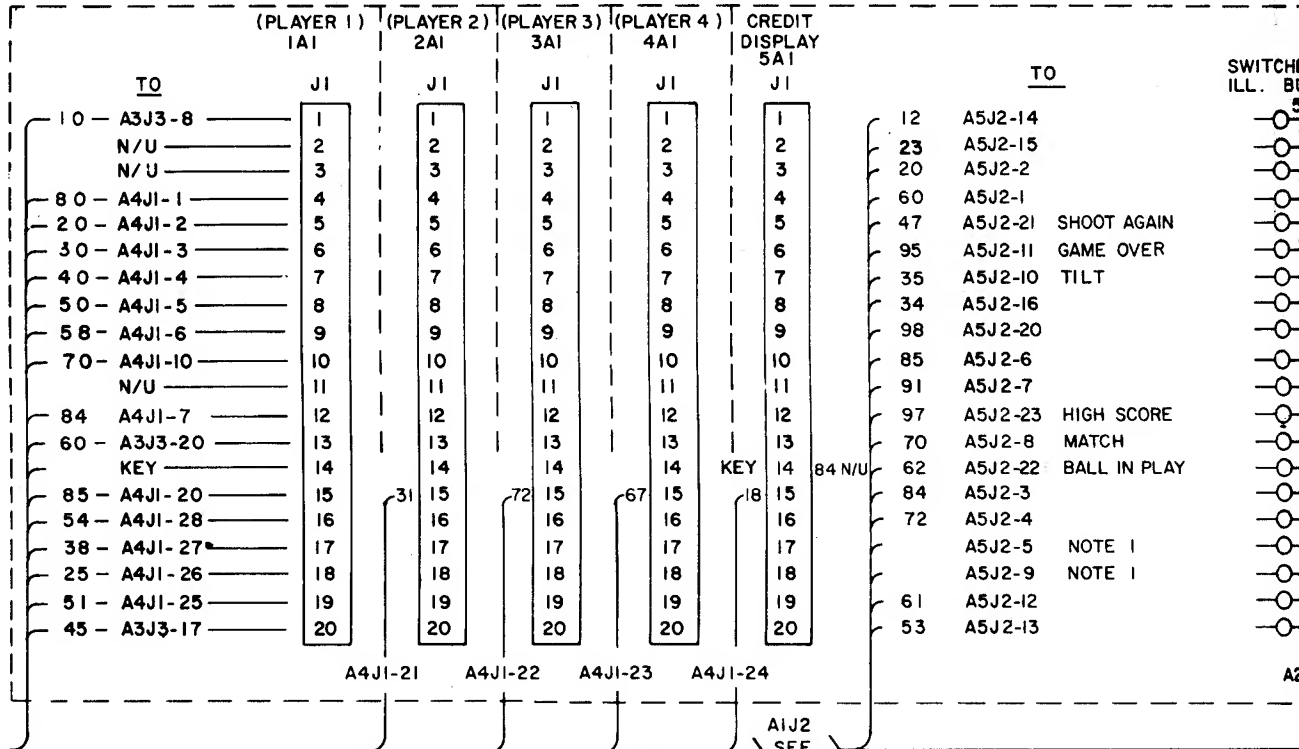 (PLAYER 1) (PLAYER 2) (PLAYER 3) (PLAYER 4) CREDIT
1A1 2A1 3A1 4A1 DISPLAY
5A1
TO J1 J1 J1 J1 J1
10 - A3J3-8 1 1 1 1 1
N/U 2 2 2 2 2
N/U 3 3 3 3 3
80 - A4J1-1 4 4 4 4 4
20 - A4J1-2 5 5 5 5 5
30 - A4J1-3 6 6 6 6 6
40 - A4J1-4 7 7 7 7 7
50 - A4J1-5 8 8 8 8 8
58 - A4J1-6 9 9 9 9 9
70 - A4J1-10 10 10 10 10 10
N/U 11 11 11 11 11
84 A4J1-7 12 12 12 12 12
60 - A3J3-20 13 13 13 13 13
KEY 14 14 14 14 KEY 14 84 N/U
85 - A4J1-20 15 31 15 72 15 67 15 18 15
54 - A4J1-28 16 16 16 16 16
38 - A4J1-27 17 17 17 17 17
25 - A4J1-26 18 18 18 18 18
51 - A4J1-25 19 19 19 19 19
45 - A3J3-17 20 20 20 20 20
A4J1-21 A4J1-22 A4J1-23 A4J1-24
TO
12 A5J2-14
23 A5J2-15
20 A5J2-2
60 A5J2-1
47 A5J2-21 SHOOT AGAIN
95 A5J2-11 GAME OVER
35 A5J2-10 TILT
34 A5J2-16
98 A5J2-20
85 A5J2-6
91 A5J2-7
97 A5J2-23 HIGH SCORE
70 A5J2-8 MATCH
62 A5J2-22 BALL IN PLAY
84 A5J2-3
72 A5J2-4
A5J2-5 NOTE 1
A5J2-9 NOTE 1
61 A5J2-12
53 A5J2-13
A1J2
SEE
ILL.